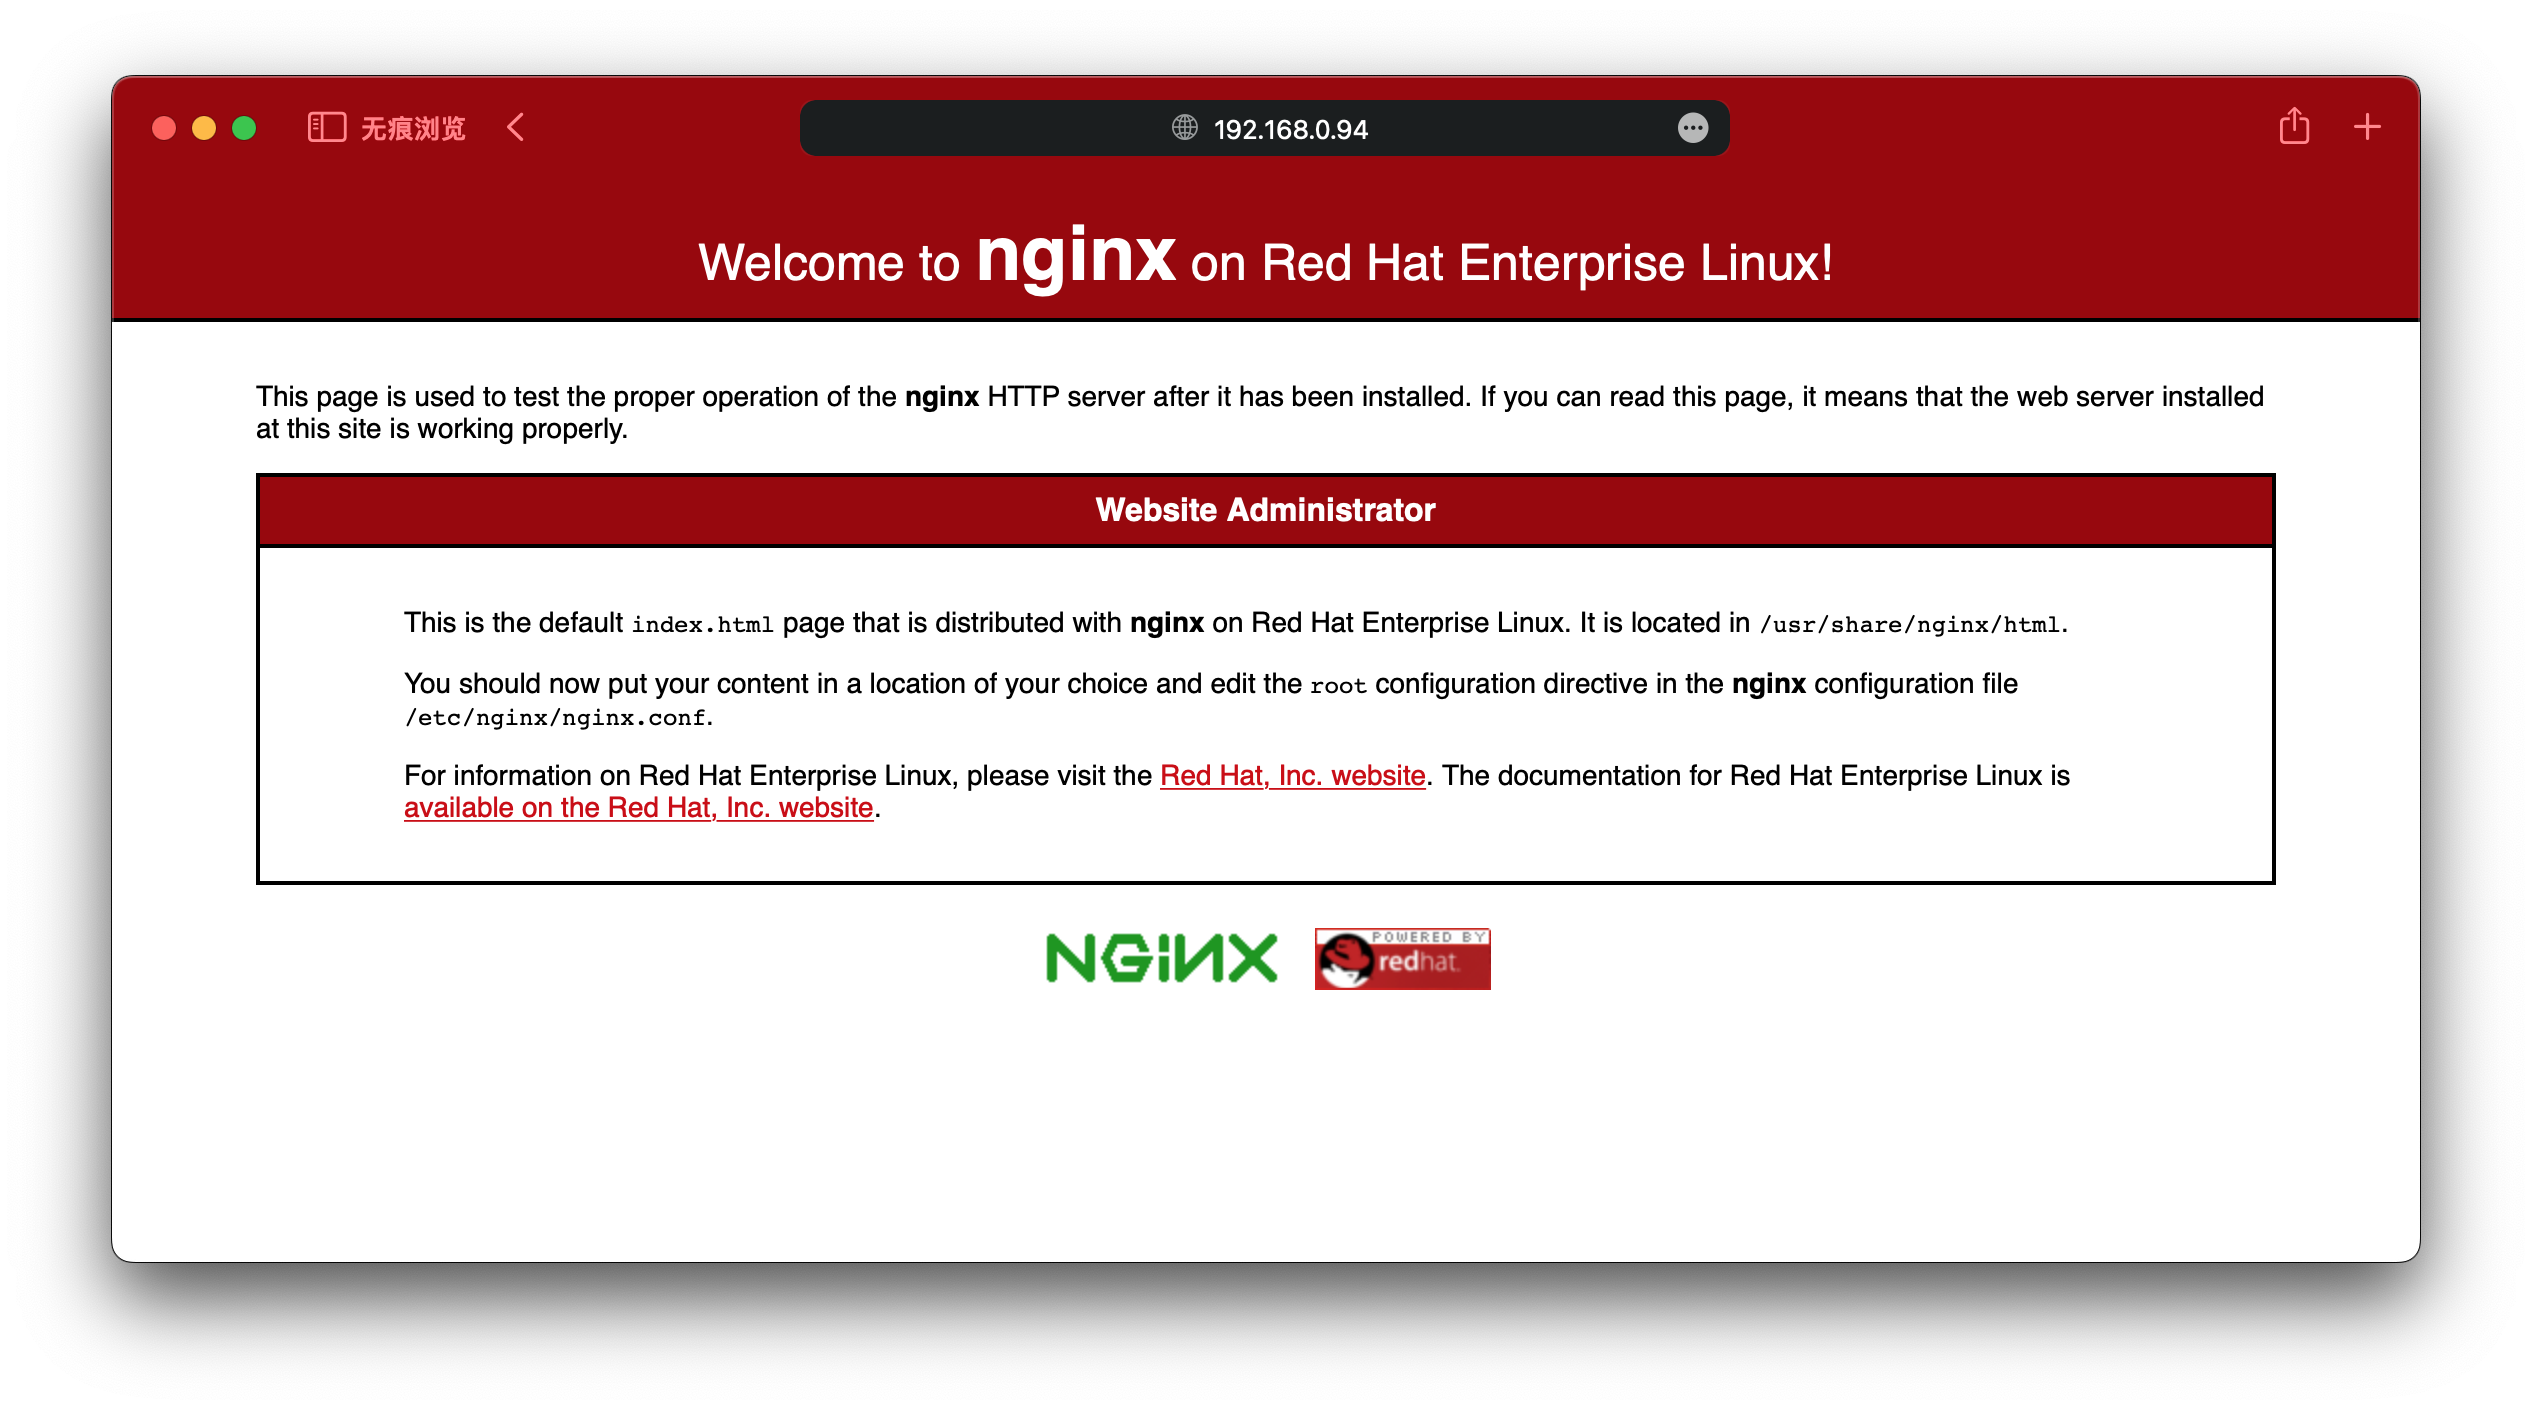 无痕浏览
192.168.0.94
Welcome to nginx on Red Hat Enterprise Linux!
This page is used to test the proper operation of the nginx HTTP server after it has been installed. If you can read this page, it means that the web server installed
at this site is working properly.
Website Administrator
This is the default index.html page that is distributed with nginx on Red Hat Enterprise Linux. It is located in /usr/share/nginx/html.
You should now put your content in a location of your choice and edit the root configuration directive in the nginx configuration file
/etc/nginx/nginx.conf.
For information on Red Hat Enterprise Linux, please visit the Red Hat, Inc. website. The documentation for Red Hat Enterprise Linux is
available on the Red Hat, Inc. website.
NGiNX
POWERED BY
redhat.